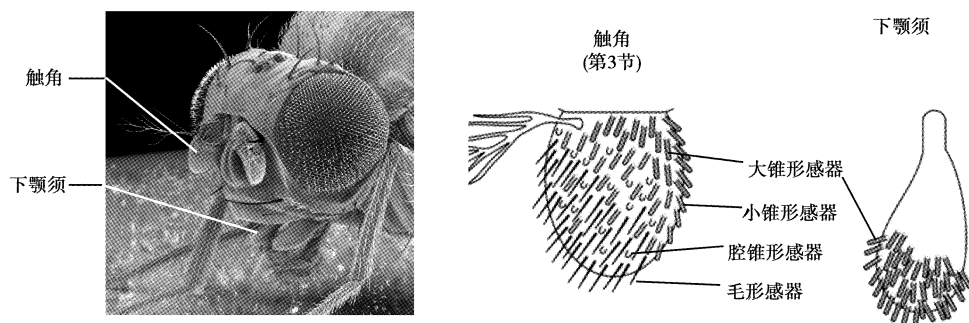 触角
下颚须
触角
(第3节)
下颚须
大锥形感器
小锥形感器
腔锥形感器
毛形感器